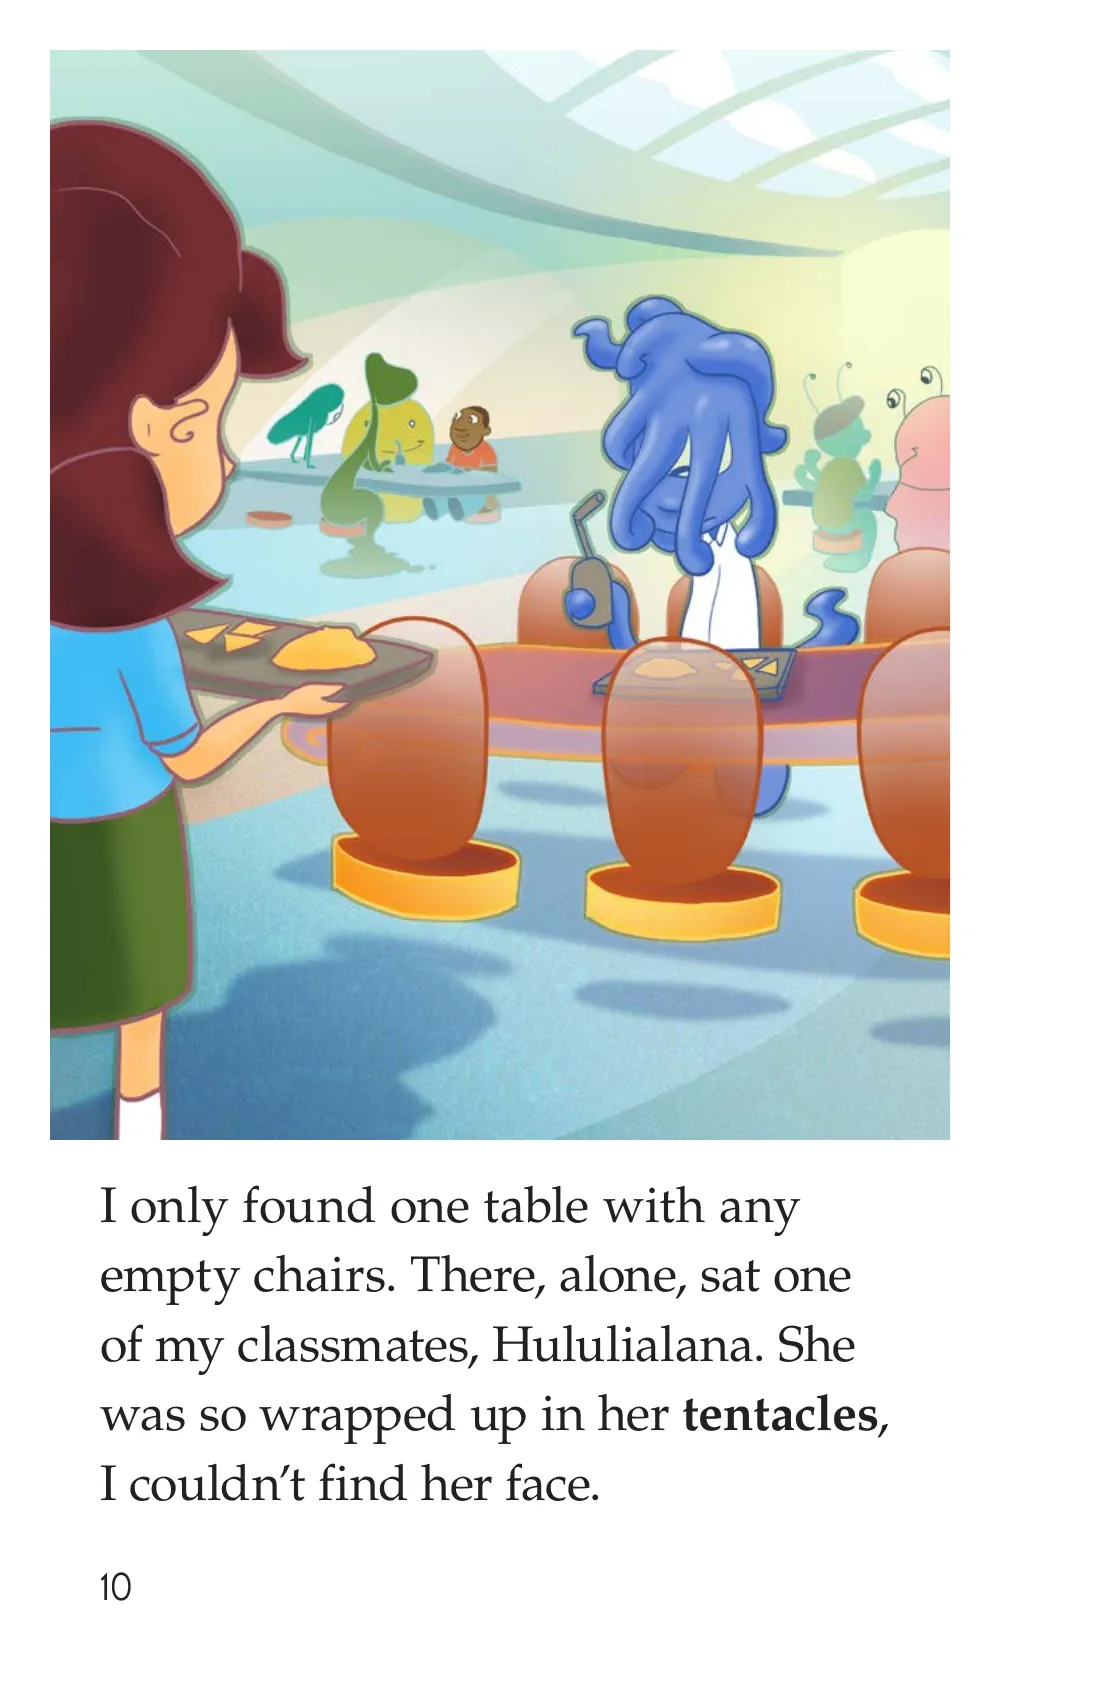 I only found one table with any
empty chairs. There, alone, sat one
of my classmates, Hululialana. She
was so wrapped up in her tentacles,
I couldn’t find her face.
10